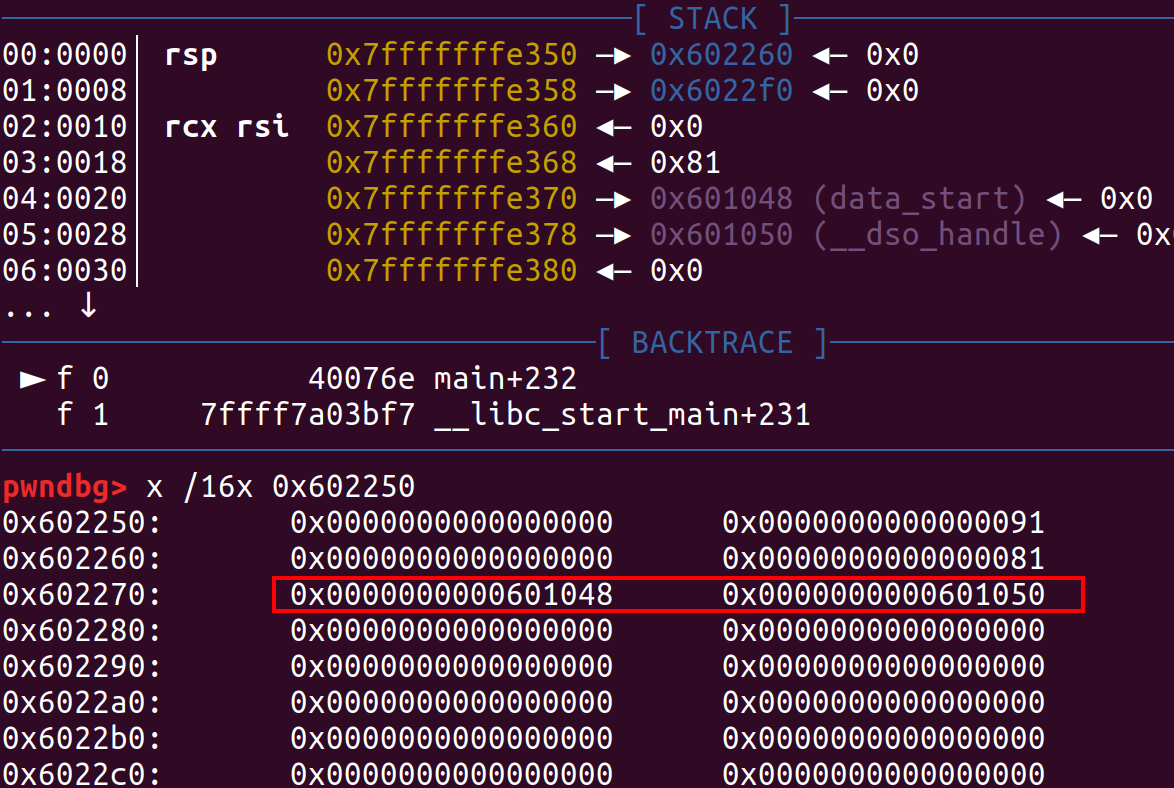 [ STACK ]
00:0000│ rsp 0x7fffffffe350 —▸ 0x602260 ◂— 0x0
01:0008│ 0x7fffffffe358 —▸ 0x6022f0 ◂— 0x0
02:0010│ rcx rsi 0x7fffffffe360 ◂— 0x0
03:0018│ 0x7fffffffe368 ◂— 0x81
04:0020│ 0x7fffffffe370 —▸ 0x601048 (data_start) ◂— 0x0
05:0028│ 0x7fffffffe378 —▸ 0x601050 (__dso_handle) ◂— 0x
06:0030│ 0x7fffffffe380 ◂— 0x0
... ↓
[ BACKTRACE ]
► f 0 40076e main+232
f 1 7ffff7a03bf7 __libc_start_main+231
pwndbg> x /16x 0x602250
0x602250: 0x0000000000000000 0x0000000000000091
0x602260: 0x0000000000000000 0x0000000000000081
0x602270: 0x0000000000601048 0x0000000000601050
0x602280: 0x0000000000000000 0x0000000000000000
0x602290: 0x0000000000000000 0x0000000000000000
0x6022a0: 0x0000000000000000 0x0000000000000000
0x6022b0: 0x0000000000000000 0x0000000000000000
0x6022c0: 0x0000000000000000 0x0000000000000000